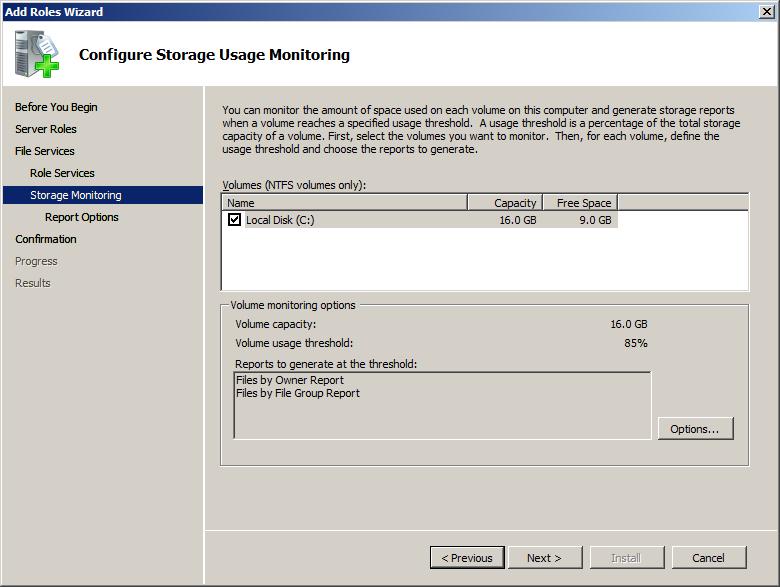 Add Roles Wizard
Configure Storage Usage Monitoring
Before You Begin
Server Roles
File Services
Role Services
Storage Monitoring
Report Options
Confirmation
Progress
Results
You can monitor the amount of space used on each volume on this computer and generate storage reports
when a volume reaches a specified usage threshold. A usage threshold is a percentage of the total storage
capacity of a volume. First, select the volumes you want to monitor. Then, for each volume, define the
usage threshold and choose the reports to generate.
Volumes (NTFS volumes only):
Name Capacity Free Space
Local Disk (C:) 16.0 GB 9.0 GB
Volume monitoring options
Volume capacity: 16.0 GB
Volume usage threshold: 85%
Reports to generate at the threshold:
Files by Owner Report
Files by File Group Report
Options...
< Previous Next > Install Cancel